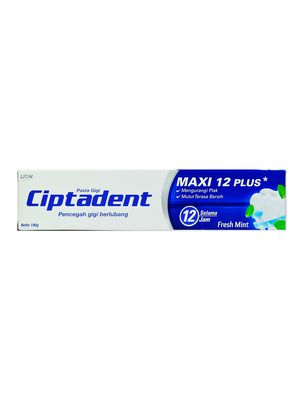 LION
Pasta Gigi
Ciptadent
Pencegah gigi berlubang
Netto 190g
MAXI 12 PLUS*
✓ Mengurangi Plak
✓ Mulut Terasa Bersih
12 Selama Jam
Fresh Mint